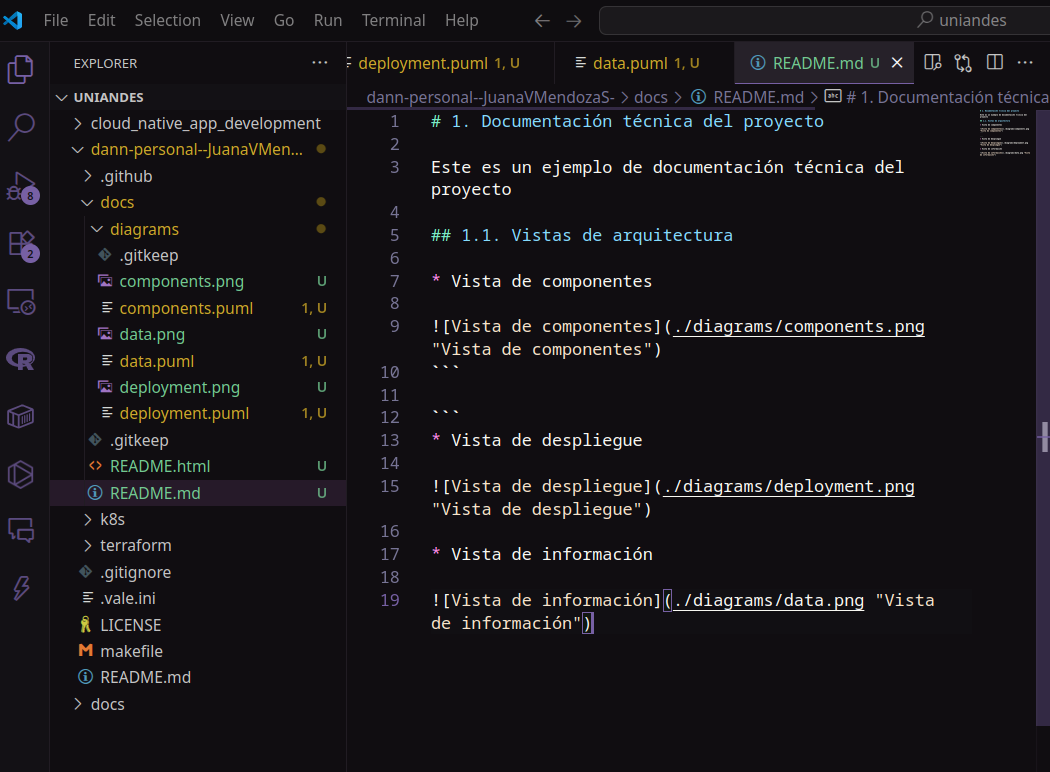 File Edit Selection View Go Run Terminal Help ← → uniandes
EXPLORER ···
deployment.puml 1, U data.puml 1, U README.md U
UNIANDES
dann-personal--JuanaVMendozaS- > docs > README.md > # 1. Documentación técnica
cloud_native_app_development
dann-personal--JuanaVMen...
.github
docs
diagrams
.gitkeep
components.png U
components.puml 1, U
data.png U
data.puml 1, U
deployment.png U
deployment.puml 1, U
.gitkeep
README.html U
README.md U
k8s
terraform
.gitignore
.vale.ini
LICENSE
makefile
README.md
docs
8
2
1 # 1. Documentación técnica del proyecto
2
3 Este es un ejemplo de documentación técnica del
proyecto
4
5 ## 1.1. Vistas de arquitectura
6
7 * Vista de componentes
8
9 ![Vista de componentes](./diagrams/components.png
"Vista de componentes")
10 ```
11
12 ```
13 * Vista de despliegue
14
15 ![Vista de despliegue](./diagrams/deployment.png
"Vista de despliegue")
16
17 * Vista de información
18
19 ![Vista de información](./diagrams/data.png "Vista
de información")